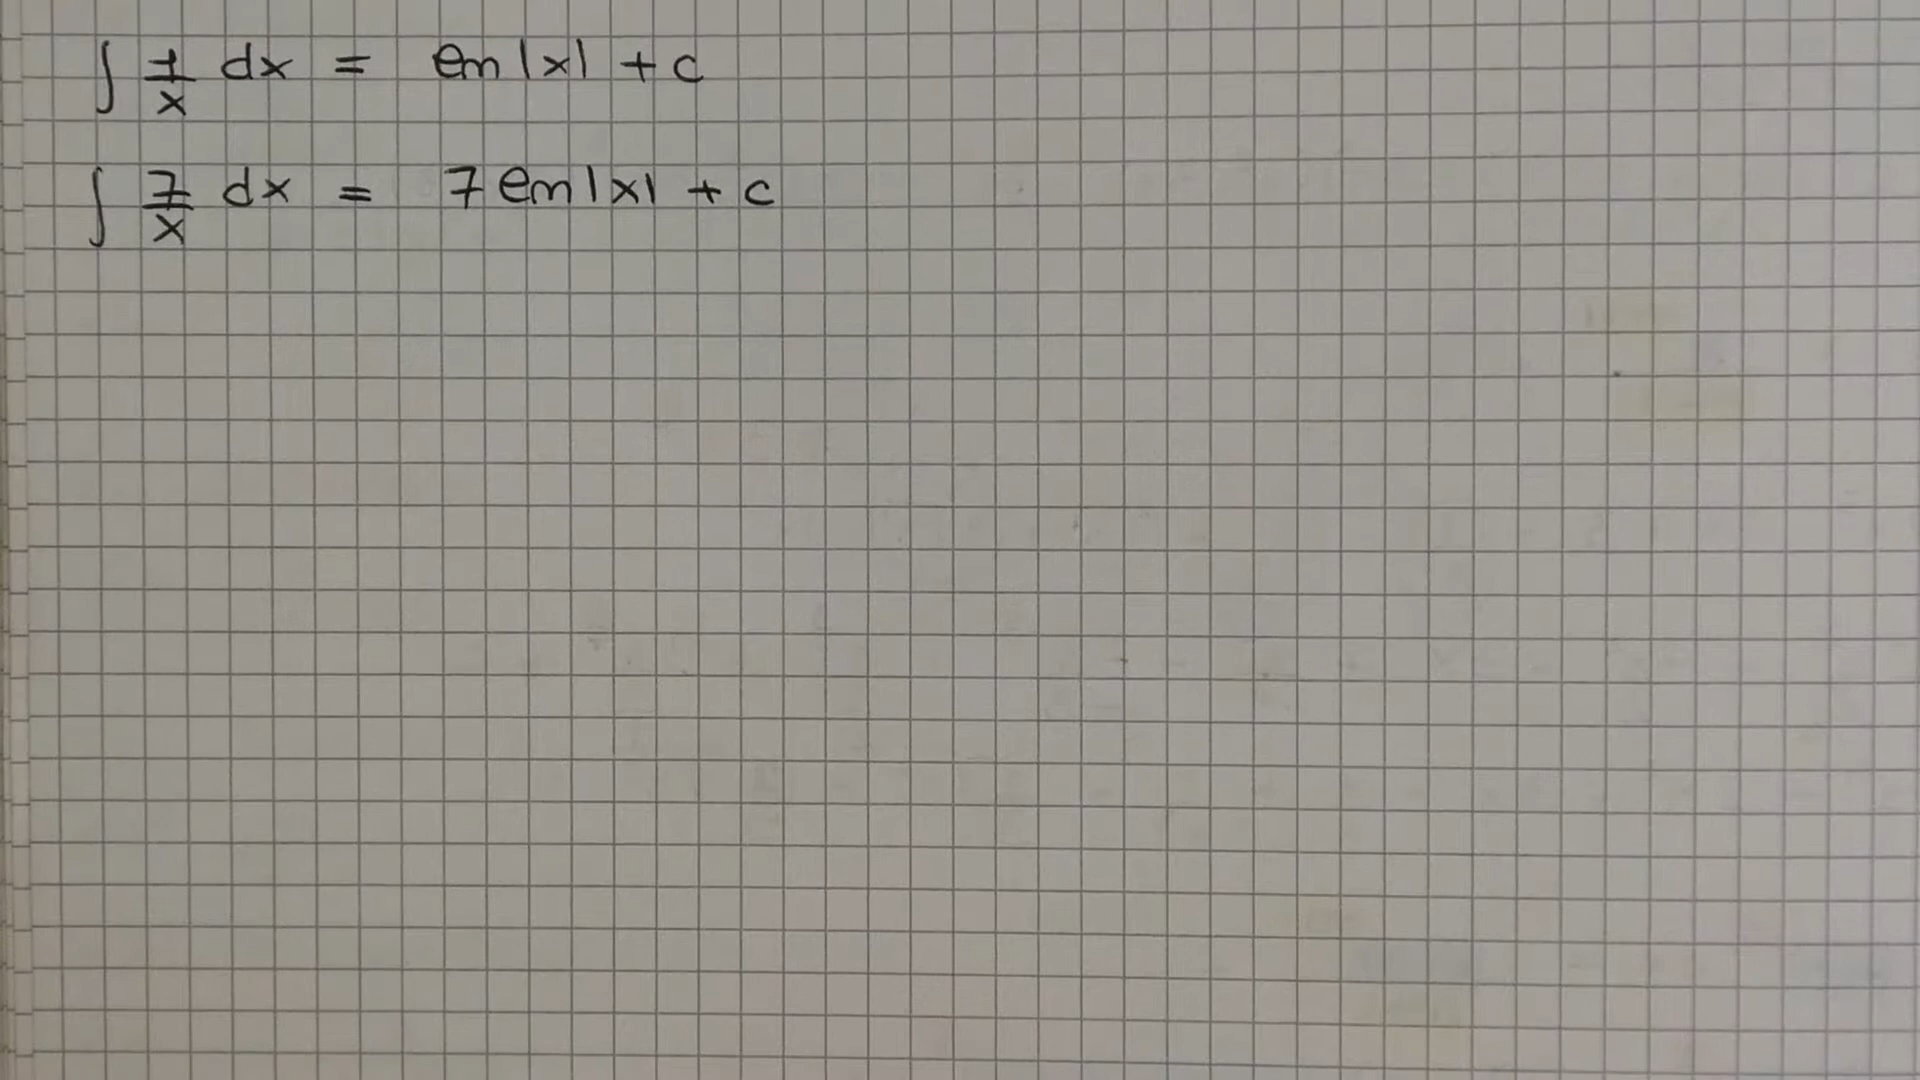 ∫ 1/x dx = ln |x| + c
∫ 7/x dx = 7 ln |x| + c